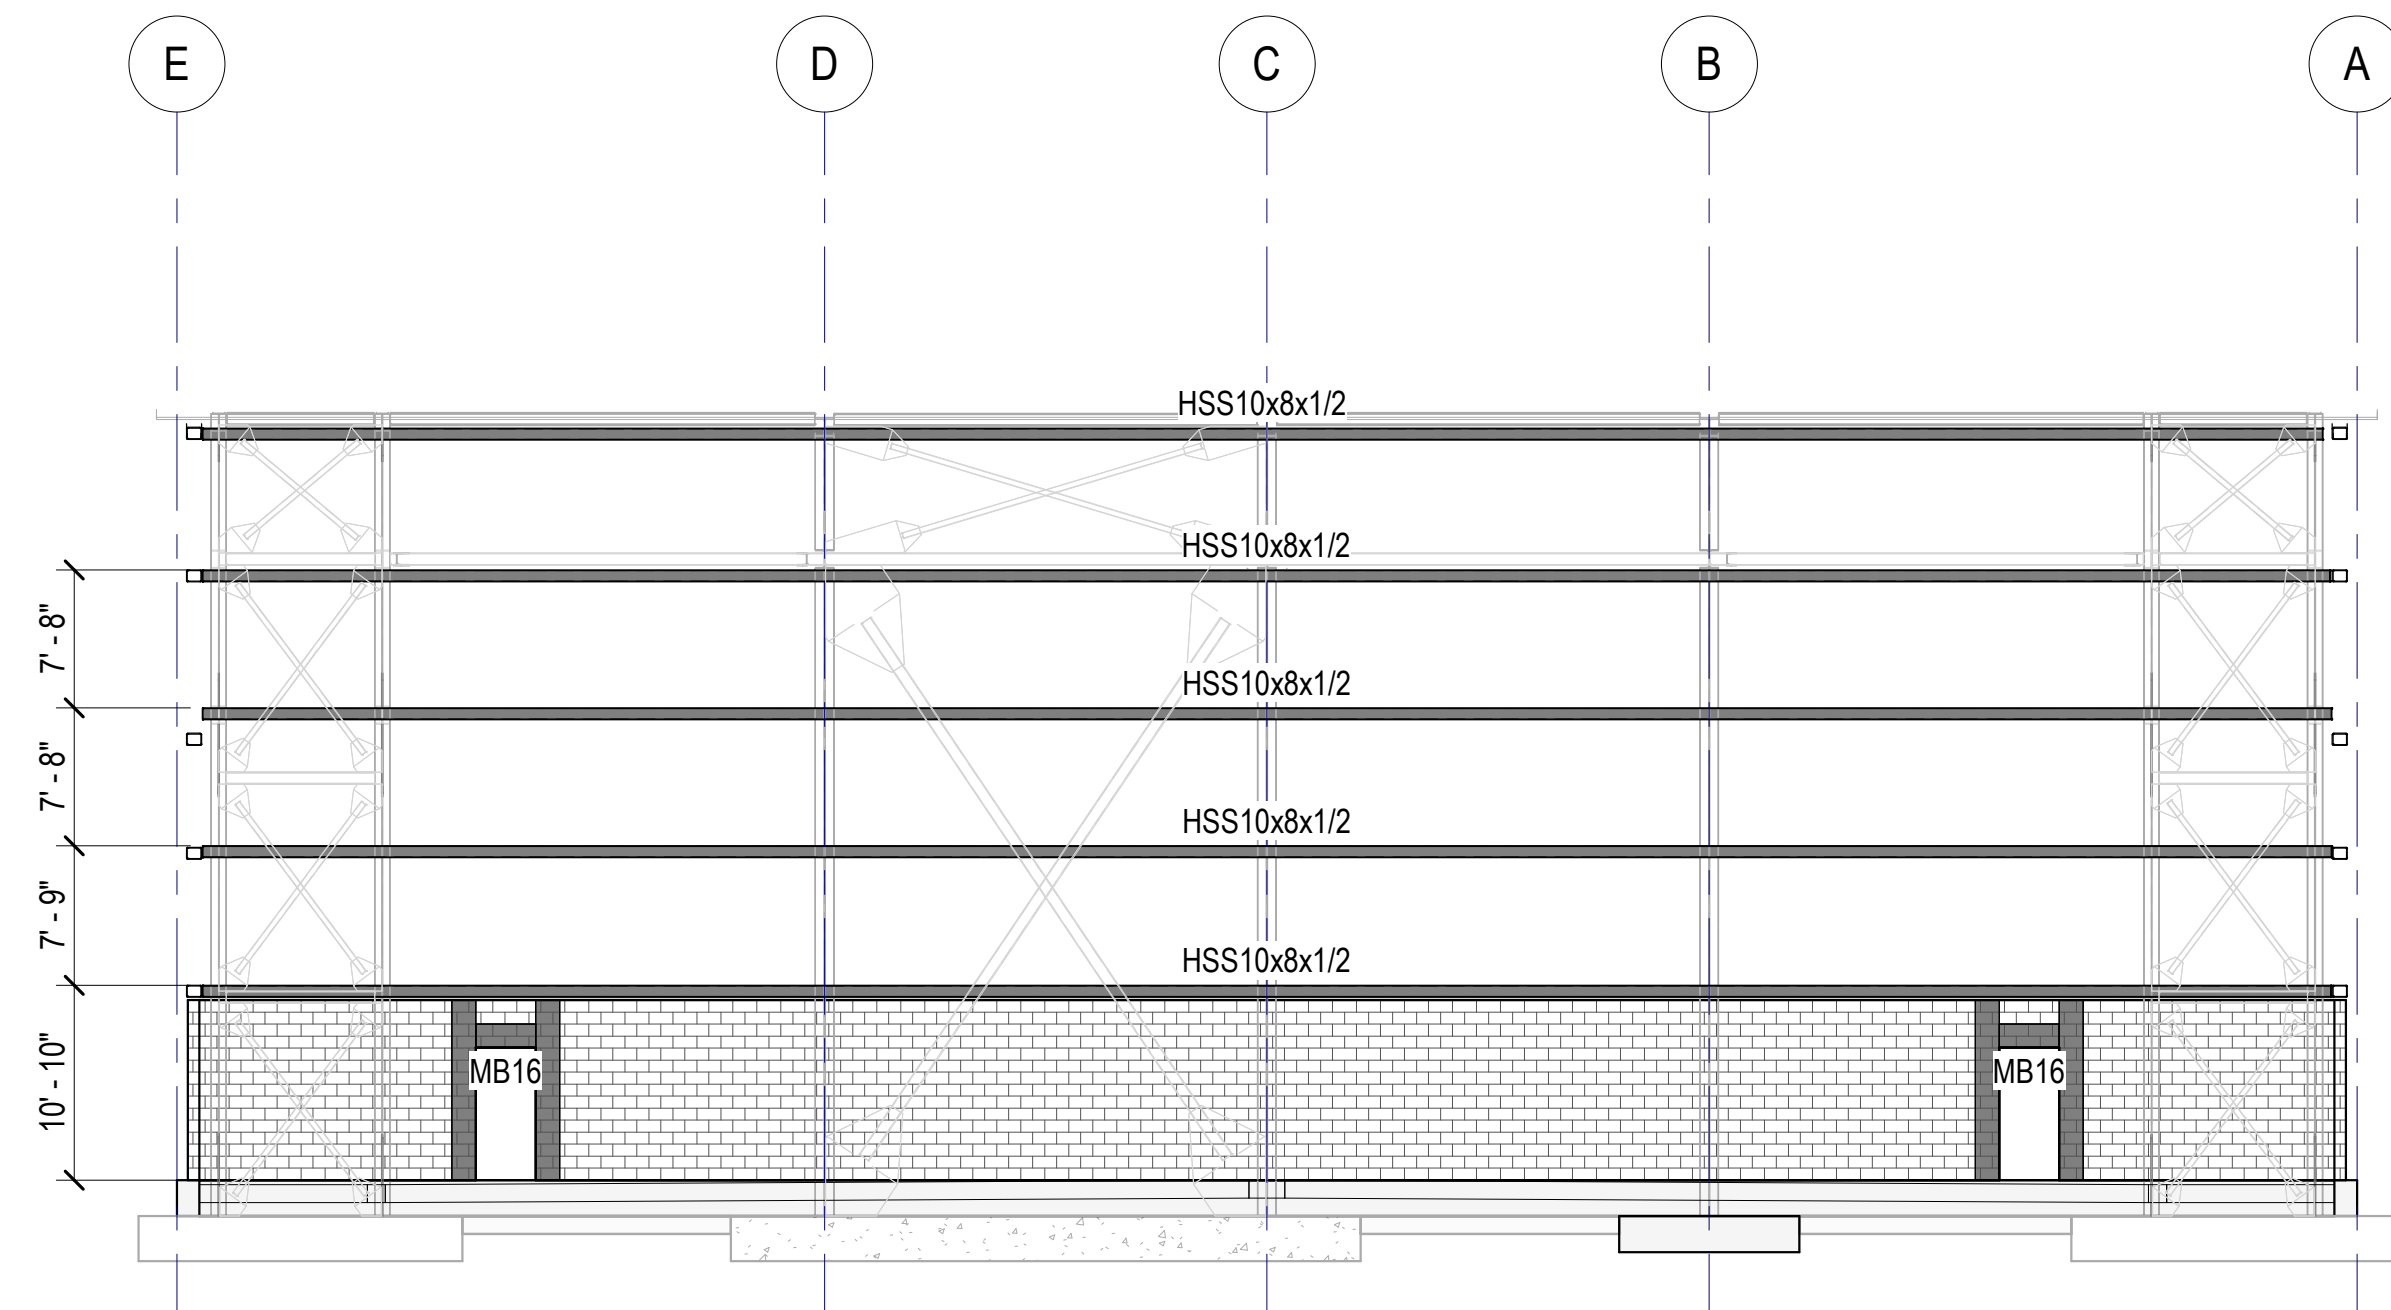 E
D
C
B
A
HSS10x8x1/2
HSS10x8x1/2
7' - 8"
HSS10x8x1/2
7' - 8"
HSS10x8x1/2
7' - 9"
HSS10x8x1/2
10' - 10"
MB16
MB16